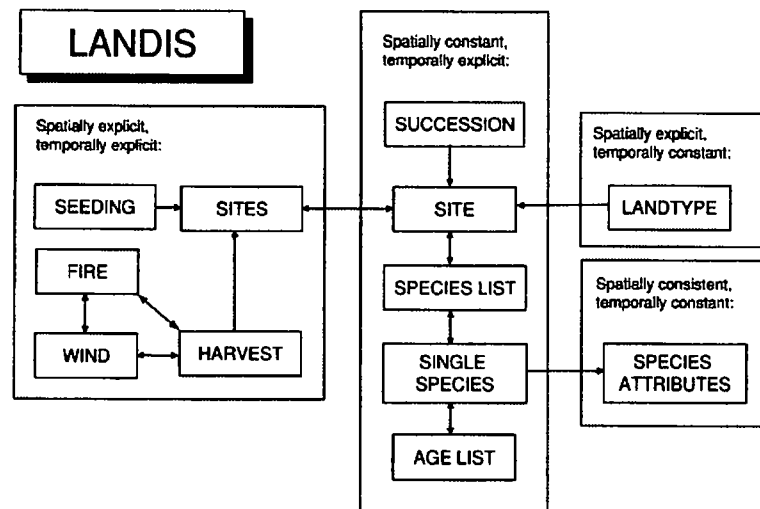 LANDIS
Spatially explicit,
temporally explicit:
SEEDING
SITES
FIRE
WIND
HARVEST
Spatially constant,
temporally explicit:
SUCCESSION
SITE
SPECIES LIST
SINGLE
SPECIES
AGE LIST
Spatially explicit,
temporally constant:
LANDTYPE
Spatially consistent,
temporally constant:
SPECIES
ATTRIBUTES